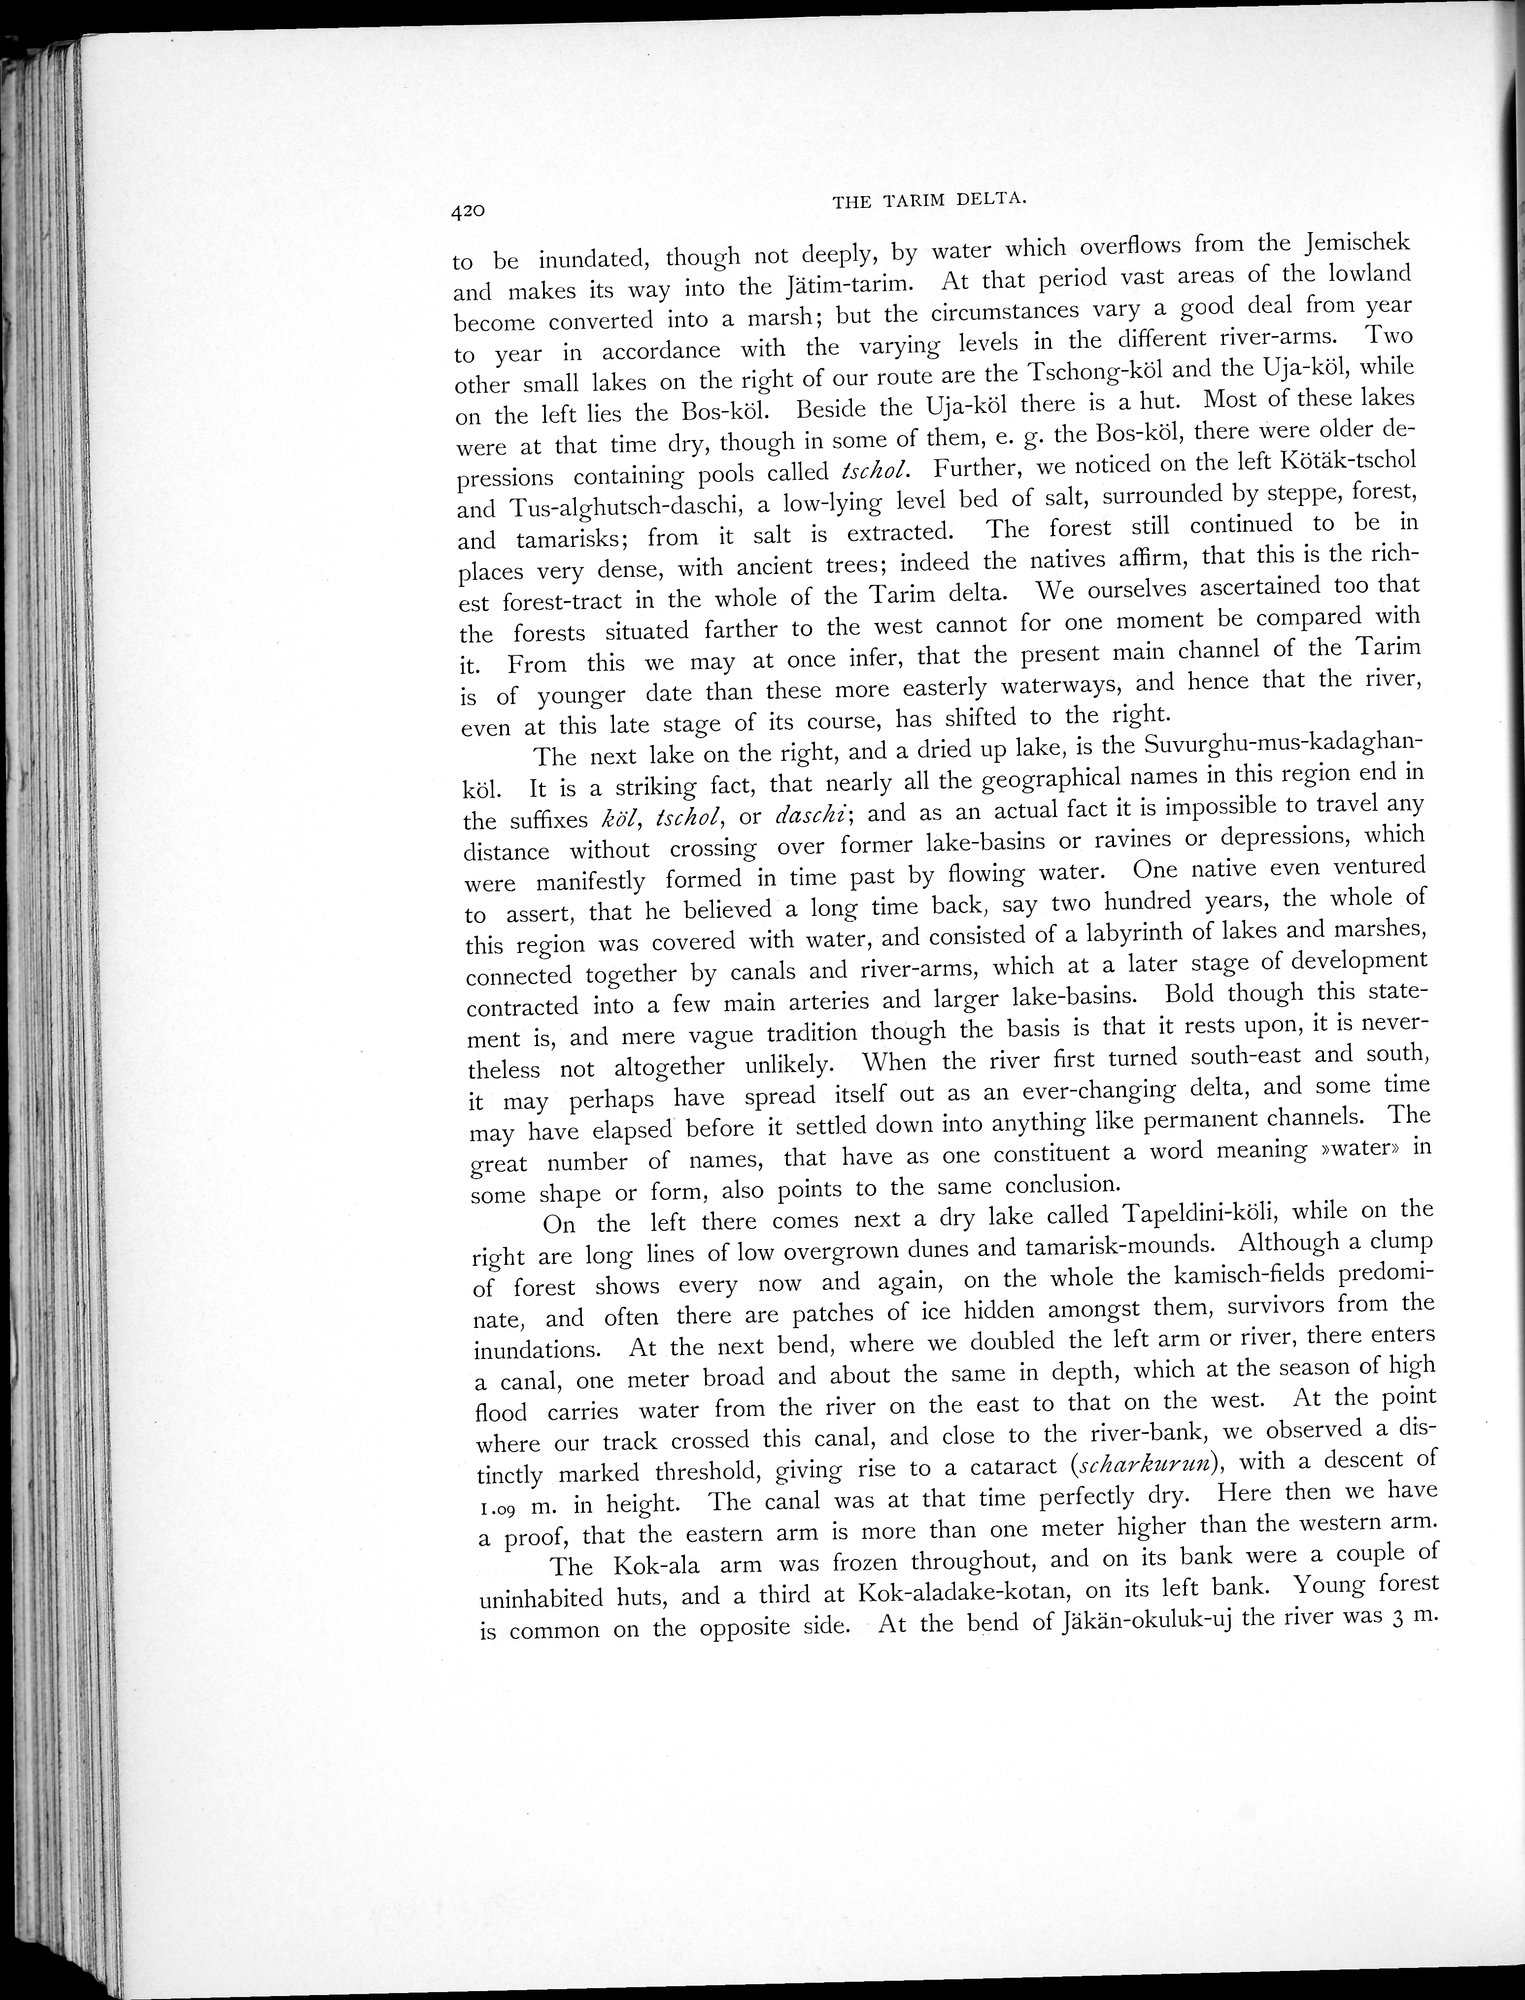 420
THE TARIM DELTA.
to be inundated, though not deeply, by water which overflows from the Jemischek
and makes its way into the Jätim-tarim. At that period vast areas of the lowland
become converted into a marsh; but the circumstances vary a good deal from year
to year in accordance with the varying levels in the different river-arms. Two
other small lakes on the right of our route are the Tschong-köl and the Uja-köl, while
on the left lies the Bos-köl. Beside the Uja-köl there is a hut. Most of these lakes
were at that time dry, though in some of them, e. g. the Bos-köl, there were older de-
pressions containing pools called tschol. Further, we noticed on the left Kötäk-tschol
and Tus-alghutsch-daschi, a low-lying level bed of salt, surrounded by steppe, forest,
and tamarisks; from it salt is extracted. The forest still continued to be in
places very dense, with ancient trees; indeed the natives affirm, that this is the rich-
est forest-tract in the whole of the Tarim delta. We ourselves ascertained too that
the forests situated farther to the west cannot for one moment be compared with
it. From this we may at once infer, that the present main channel of the Tarim
is of younger date than these more easterly waterways, and hence that the river,
even at this late stage of its course, has shifted to the right.
The next lake on the right, and a dried up lake, is the Suvurghu-mus-kadaghan-
köl. It is a striking fact, that nearly all the geographical names in this region end in
the suffixes köl, tschol, or daschi; and as an actual fact it is impossible to travel any
distance without crossing over former lake-basins or ravines or depressions, which
were manifestly formed in time past by flowing water. One native even ventured
to assert, that he believed a long time back, say two hundred years, the whole of
this region was covered with water, and consisted of a labyrinth of lakes and marshes,
connected together by canals and river-arms, which at a later stage of development
contracted into a few main arteries and larger lake-basins. Bold though this state-
ment is, and mere vague tradition though the basis is that it rests upon, it is never-
theless not altogether unlikely. When the river first turned south-east and south,
it may perhaps have spread itself out as an ever-changing delta, and some time
may have elapsed before it settled down into anything like permanent channels. The
great number of names, that have as one constituent a word meaning »water» in
some shape or form, also points to the same conclusion.
On the left there comes next a dry lake called Tapeldini-köli, while on the
right are long lines of low overgrown dunes and tamarisk-mounds. Although a clump
of forest shows every now and again, on the whole the kamisch-fields predomi-
nate, and often there are patches of ice hidden amongst them, survivors from the
inundations. At the next bend, where we doubled the left arm or river, there enters
a canal, one meter broad and about the same in depth, which at the season of high
flood carries water from the river on the east to that on the west. At the point
where our track crossed this canal, and close to the river-bank, we observed a dis-
tinctly marked threshold, giving rise to a cataract (scharkurun), with a descent of
1.09 m. in height. The canal was at that time perfectly dry. Here then we have
a proof, that the eastern arm is more than one meter higher than the western arm.
The Kok-ala arm was frozen throughout, and on its bank were a couple of
uninhabited huts, and a third at Kok-aladake-kotan, on its left bank. Young forest
is common on the opposite side. At the bend of Jäkän-okuluk-uj the river was 3 m.